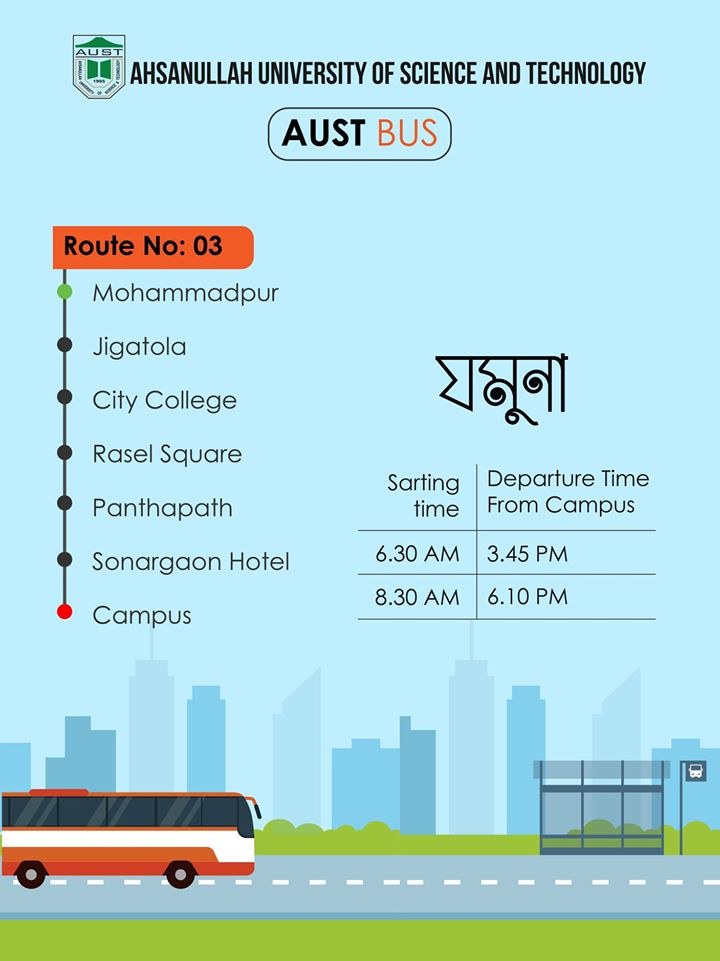 AUST
1995
AHSANULLAH UNIVERSITY OF SCIENCE AND TECHNOLOGY
AUST BUS
Route No: 03
Mohammadpur
Jigatola
City College
Rasel Square
Panthapath
Sonargaon Hotel
Campus
যমুনা
Sarting time
Departure Time From Campus
6.30 AM 3.45 PM
8.30 AM 6.10 PM